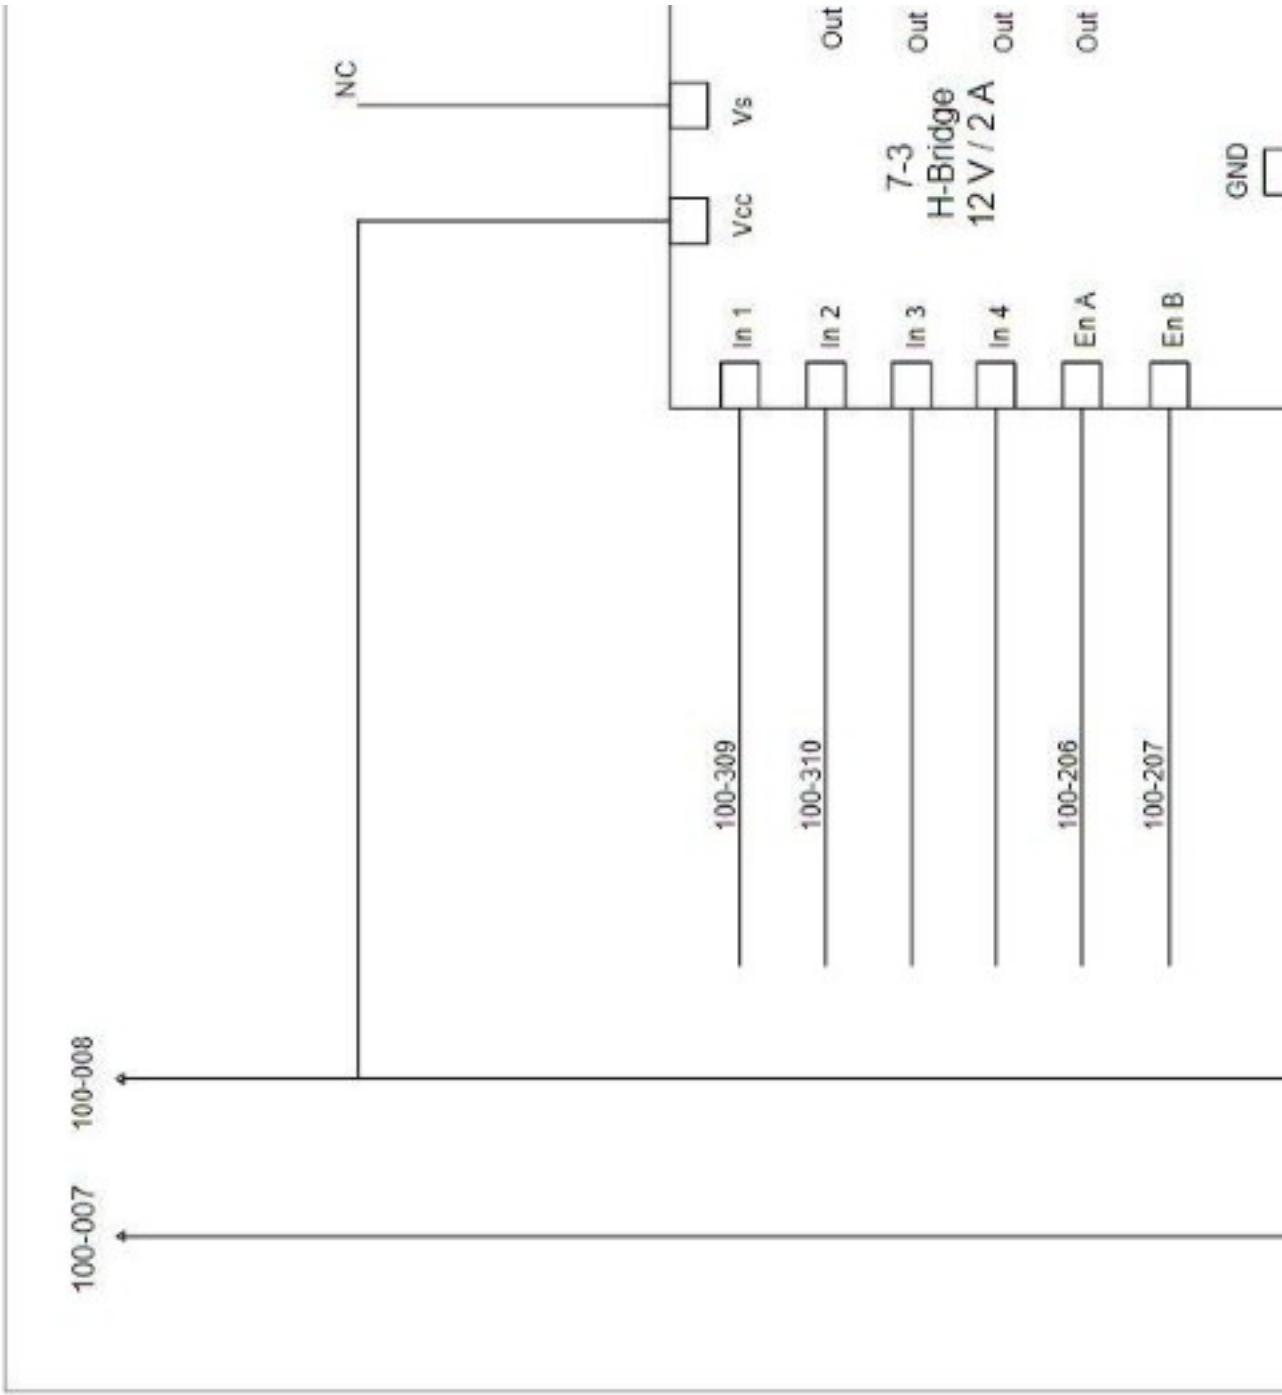 100-007
100-008
NC
100-309
100-310
100-206
100-207
In 1
In 2
In 3
In 4
En A
En B
Vcc
Vs
7-3
H-Bridge
12 V / 2 A
GND
Out
Out
Out
Out